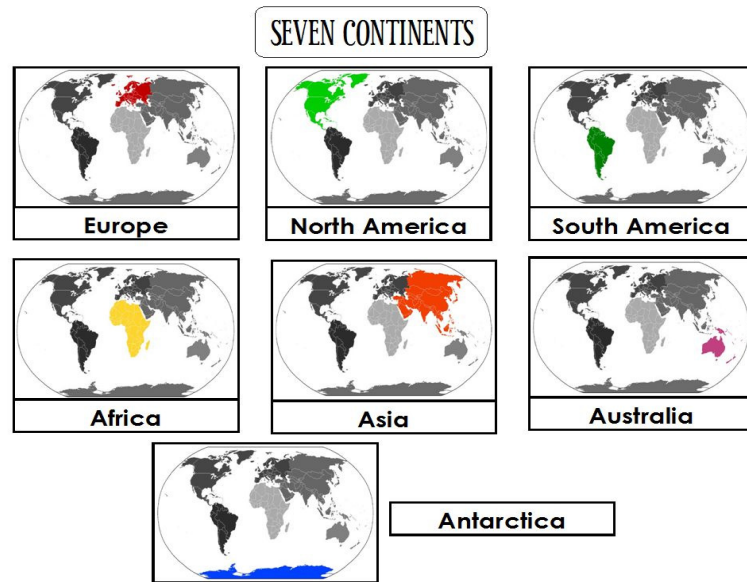 SEVEN CONTINENTS
Europe
North America
South America
Africa
Asia
Australia
Antarctica